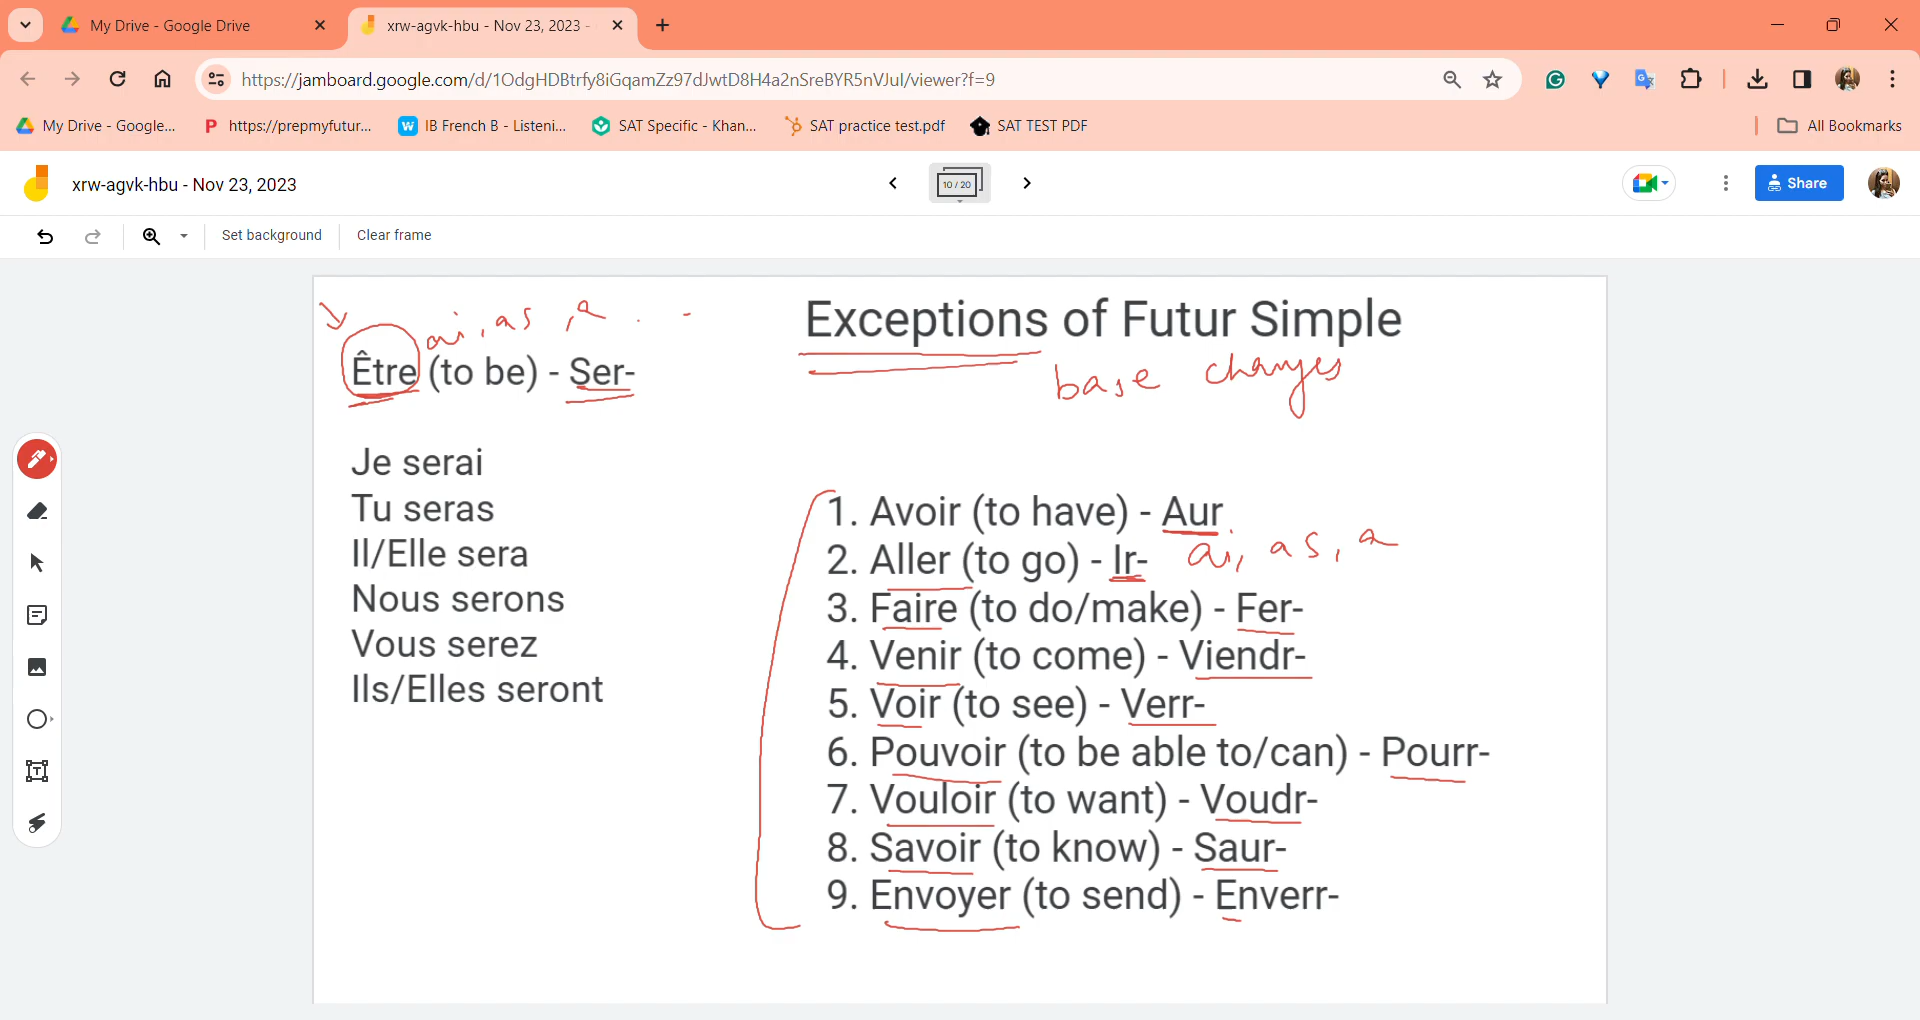 My Drive - Google Drive
xrw-agvk-hbu - Nov 23, 2023 -
https://jamboard.google.com/d/1OdgHDBtrfy8iGqamZz97dJwtD8H4a2nSreBYR5nVJuI/viewer?f=9
My Drive - Google...
https://prepmyfutur...
IB French B - Listeni...
SAT Specific - Khan...
SAT practice test.pdf
SAT TEST PDF
All Bookmarks
xrw-agvk-hbu - Nov 23, 2023
10 / 20
Share
Set background
Clear frame
ai, as, a . -
Être (to be) - Ser-
Je serai
Tu seras
Il/Elle sera
Nous serons
Vous serez
Ils/Elles seront
Exceptions of Futur Simple
base changes
1. Avoir (to have) - Aur
2. Aller (to go) - Ir- ai, as, a
3. Faire (to do/make) - Fer-
4. Venir (to come) - Viendr-
5. Voir (to see) - Verr-
6. Pouvoir (to be able to/can) - Pourr-
7. Vouloir (to want) - Voudr-
8. Savoir (to know) - Saur-
9. Envoyer (to send) - Enverr-